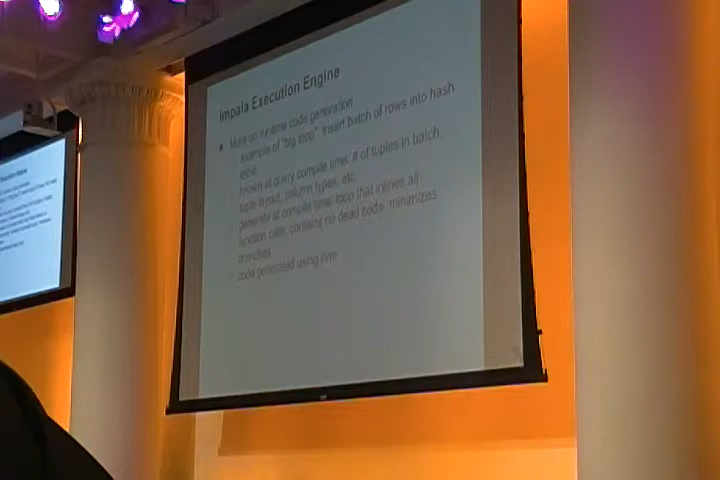 Impala Execution Engine
More on runtime code generation
example of "big loop": insert batch of rows into hash
table
known at query compile time: # of tuples in batch,
tuple layout, column types, etc.
generate at compile time: loop that inlines all
function calls, contains no dead code, minimizes
branches
code generated using llvm